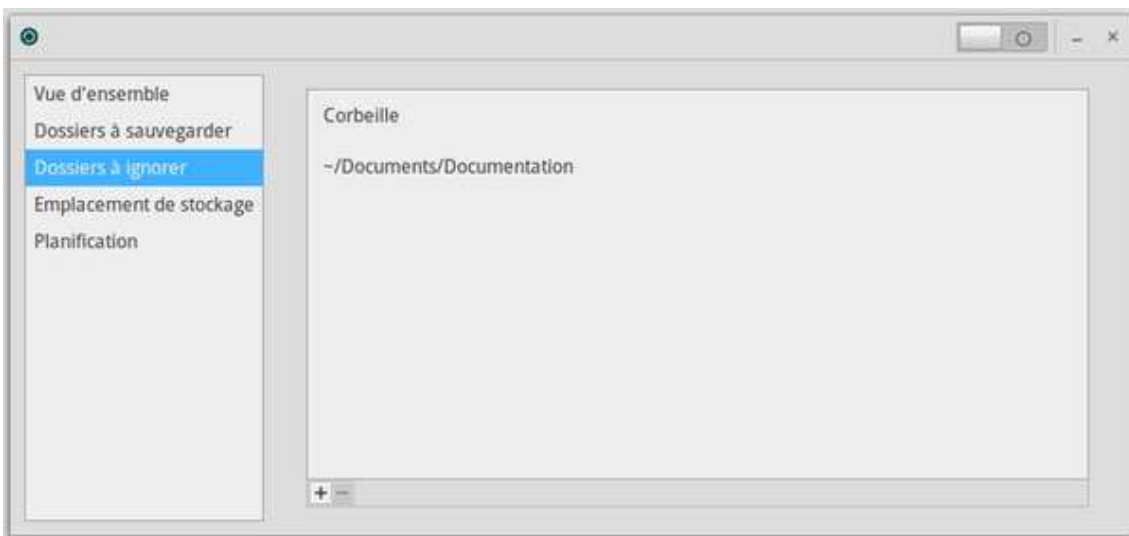 Vue d'ensemble
Dossiers à sauvegarder
Dossiers à ignorer
Emplacement de stockage
Planification
Corbeille
~/Documents/Documentation